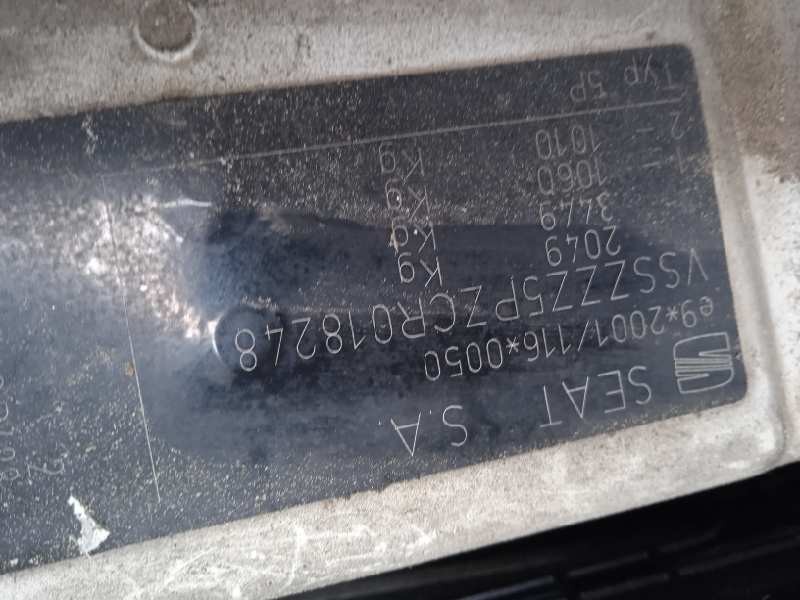 SEAT S.A.
e9*2001/116*0050
VSSZZZ5PZCR018248
2049 Kg
3449 Kg
1- 1060 Kg
2- 1010 Kg
Typ 5P